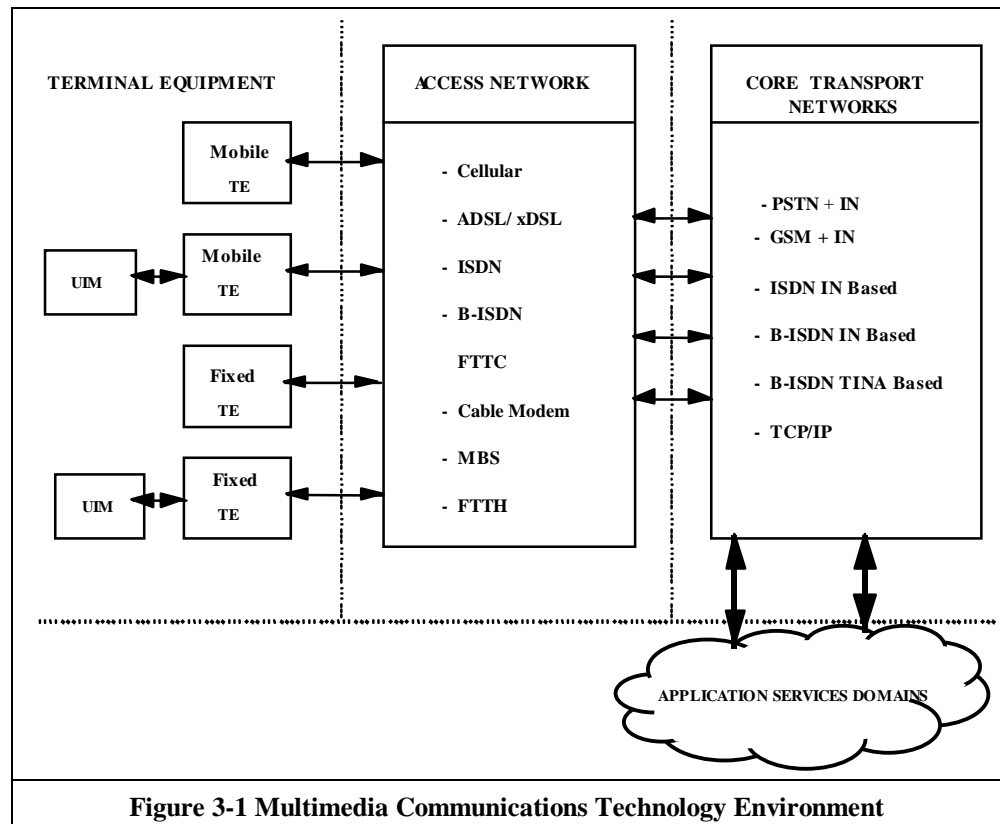 TERMINAL EQUIPMENT
Mobile
TE
UIM
Mobile
TE
Fixed
TE
UIM
Fixed
TE
ACCESS NETWORK
- Cellular
- ADSL/ xDSL
- ISDN
- B-ISDN
FTTC
- Cable Modem
- MBS
- FTTH
CORE TRANSPORT
NETWORKS
- PSTN + IN
- GSM + IN
- ISDN IN Based
- B-ISDN IN Based
- B-ISDN TINA Based
- TCP/IP
APPLICATION SERVICES DOMAINS
Figure 3-1 Multimedia Communications Technology Environment